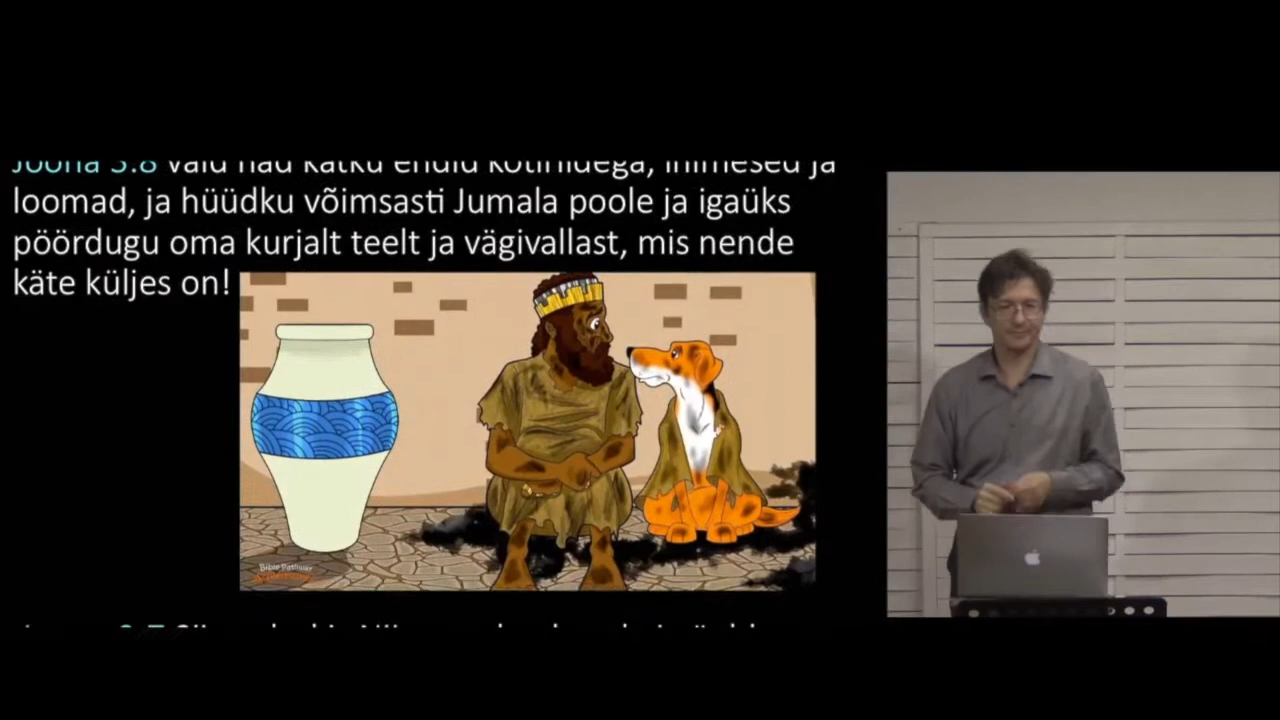 Joona 3:8 vaid nad katku endid kotiriidega, inimesed ja
loomad, ja hüüdku võimsasti Jumala poole ja igaüks
pöördugu oma kurjalt teelt ja vägivallast, mis nende
käte küljes on!
Bible Pathway